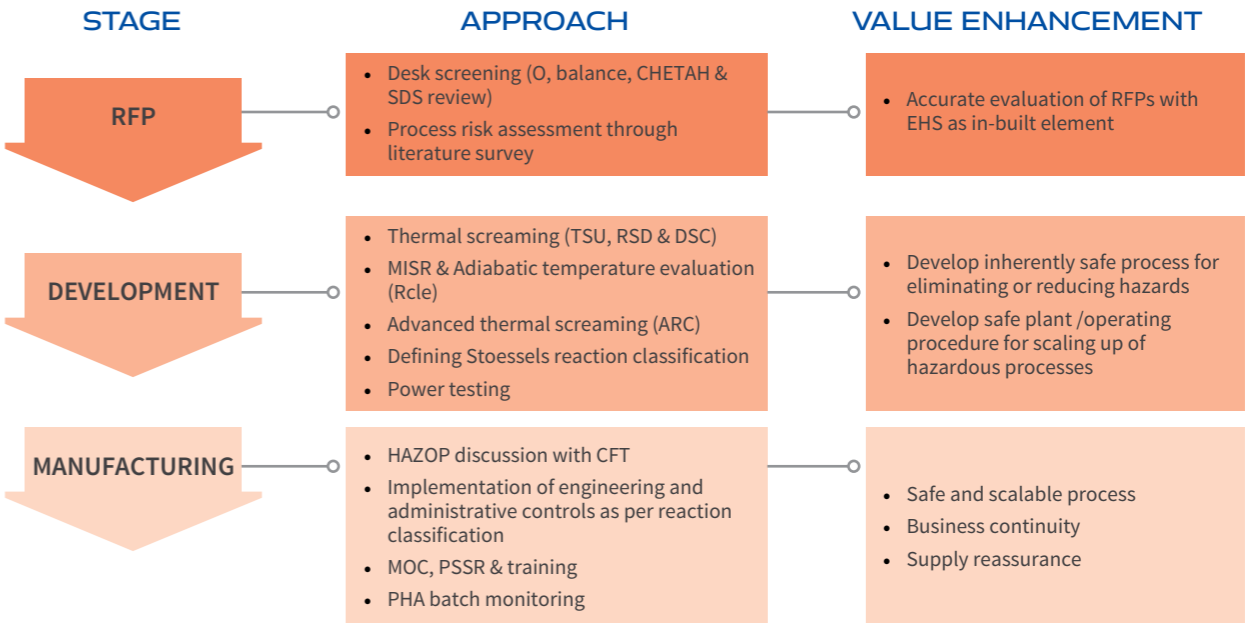 STAGE
APPROACH
VALUE ENHANCEMENT
RFP
• Desk screening (O, balance, CHETAH &
SDS review)
• Process risk assessment through
literature survey
• Accurate evaluation of RFPs with
EHS as in-built element
DEVELOPMENT
• Thermal screaming (TSU, RSD & DSC)
• MISR & Adiabatic temperature evaluation
(Rcle)
• Advanced thermal screaming (ARC)
• Defining Stoessels reaction classification
• Power testing
• Develop inherently safe process for
eliminating or reducing hazards
• Develop safe plant /operating
procedure for scaling up of
hazardous processes
MANUFACTURING
• HAZOP discussion with CFT
• Implementation of engineering and
administrative controls as per reaction
classification
• MOC, PSSR & training
• PHA batch monitoring
• Safe and scalable process
• Business continuity
• Supply reassurance